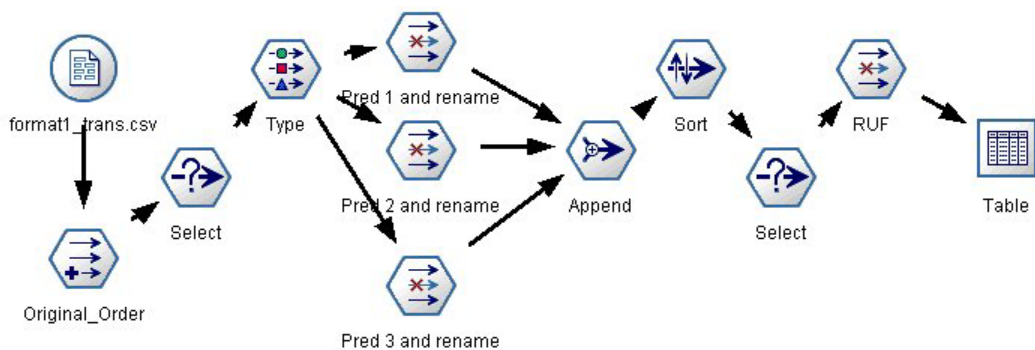 format1_trans.csv
Original_Order
Select
Type
Pred 1 and rename
Pred 2 and rename
Pred 3 and rename
Append
Sort
Select
RUF
Table